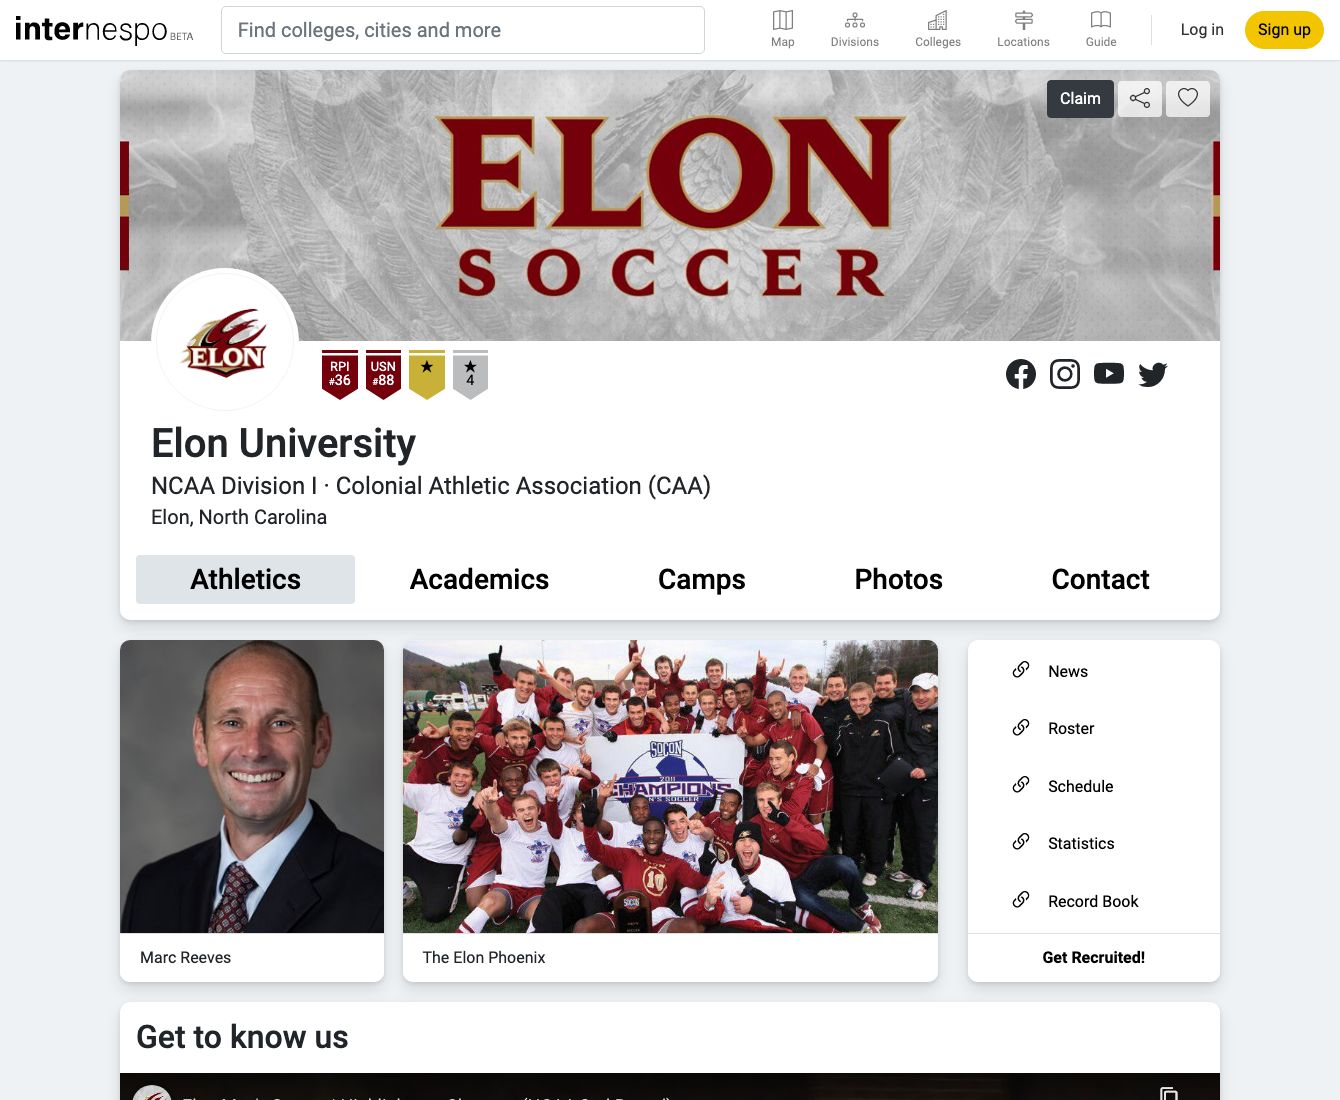 internespo BETA
Find colleges, cities and more
Map
Divisions
Colleges
Locations
Guide
Log in
Sign up
Claim
ELON
SOCCER
ELON
RPI
#36
USN
#88
★
★
4
Elon University
NCAA Division I · Colonial Athletic Association (CAA)
Elon, North Carolina
Athletics
Academics
Camps
Photos
Contact
SOCON
2011
CHAMPIONS
MEN'S SOCCER
10
SOCON
Marc Reeves
The Elon Phoenix
News
Roster
Schedule
Statistics
Record Book
Get Recruited!
Get to know us